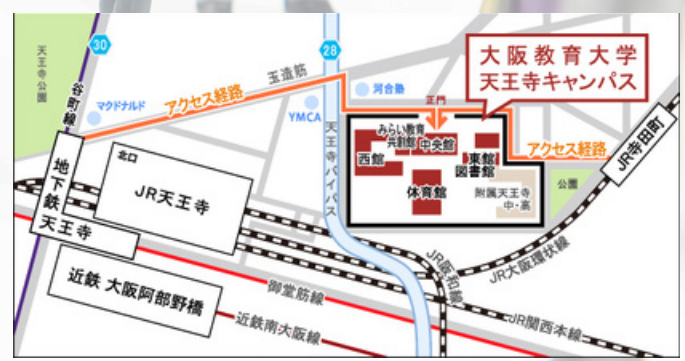 大阪教育大学
天王寺キャンパス
天王寺公園
30
28
玉造筋
谷町線
マクドナルド
アクセス経路
YMCA
河合塾
正門
みらい教育
共創館
中央館
西館
東館
図書館
体育館
附属天王寺
中・高
公園
アクセス経路
JR寺田町
天王寺バイパス
北口
JR天王寺
地下鉄
天王寺
近鉄 大阪阿部野橋
御堂筋線
近鉄南大阪線
JR阪和線
JR大阪環状線
JR関西本線